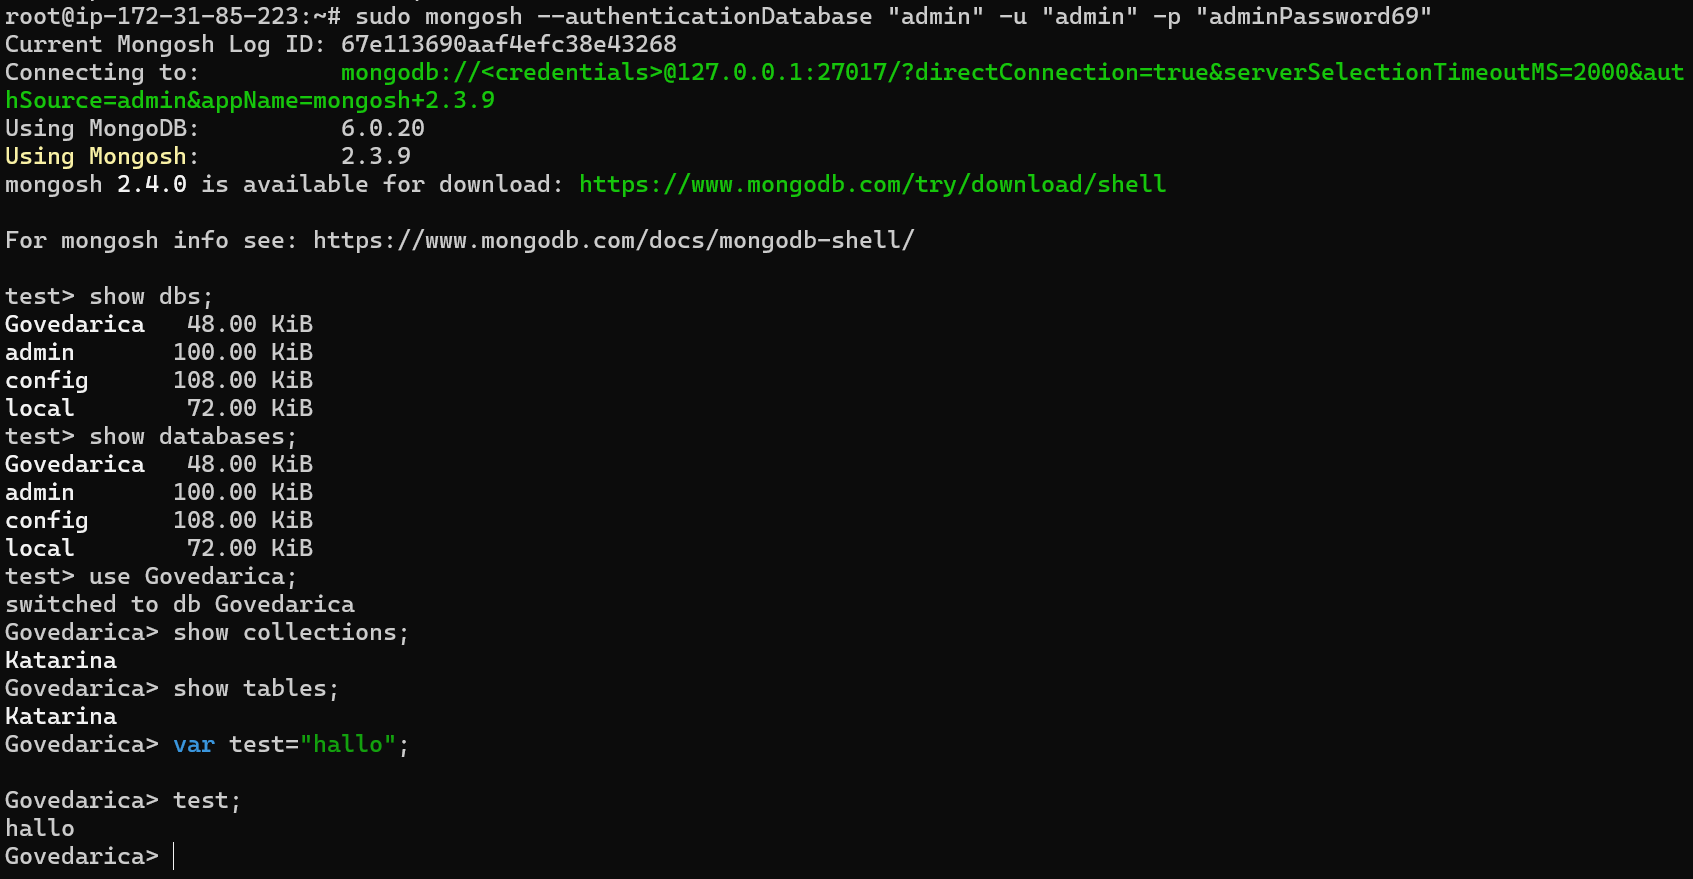 root@ip-172-31-85-223:~# sudo mongosh --authenticationDatabase "admin" -u "admin" -p "adminPassword69"
Current Mongosh Log ID: 67e113690aaf4efc38e43268
Connecting to:          mongodb://<credentials>@127.0.0.1:27017/?directConnection=true&serverSelectionTimeoutMS=2000&aut
hSource=admin&appName=mongosh+2.3.9
Using MongoDB:          6.0.20
Using Mongosh:          2.3.9
mongosh 2.4.0 is available for download: https://www.mongodb.com/try/download/shell

For mongosh info see: https://www.mongodb.com/docs/mongodb-shell/

test> show dbs;
Govedarica   48.00 KiB
admin       100.00 KiB
config      108.00 KiB
local        72.00 KiB
test> show databases;
Govedarica   48.00 KiB
admin       100.00 KiB
config      108.00 KiB
local        72.00 KiB
test> use Govedarica;
switched to db Govedarica
Govedarica> show collections;
Katarina
Govedarica> show tables;
Katarina
Govedarica> var test="hallo";

Govedarica> test;
hallo
Govedarica>